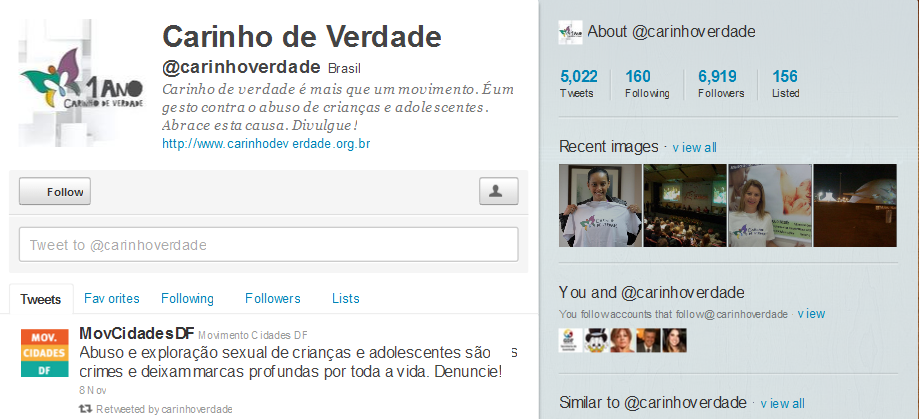 1 ANO
CARINHO DE VERDADE
Carinho de Verdade
@carinhoverdade Brasil
Carinho de verdade é mais que um movimento. É um
gesto contra o abuso de crianças e adolescentes.
Abrace esta causa. Divulgue!
http://www.carinhodeverdade.org.br
Follow
Tweet to @carinhoverdade
Tweets Favorites Following Followers Lists
MOV.
CIDADES
DF
MovCidadesDF Movimento Cidades DF
Abuso e exploração sexual de crianças e adolescentes são s
crimes e deixam marcas profundas por toda a vida. Denuncie!
8 Nov
Retweeted by carinhoverdade
About @carinhoverdade
5,022 160 6,919 156
Tweets Following Followers Listed
Recent images · view all
You and @carinhoverdade
You follow accounts that follow @carinhoverdade · view
Similar to @carinhoverdade · view all